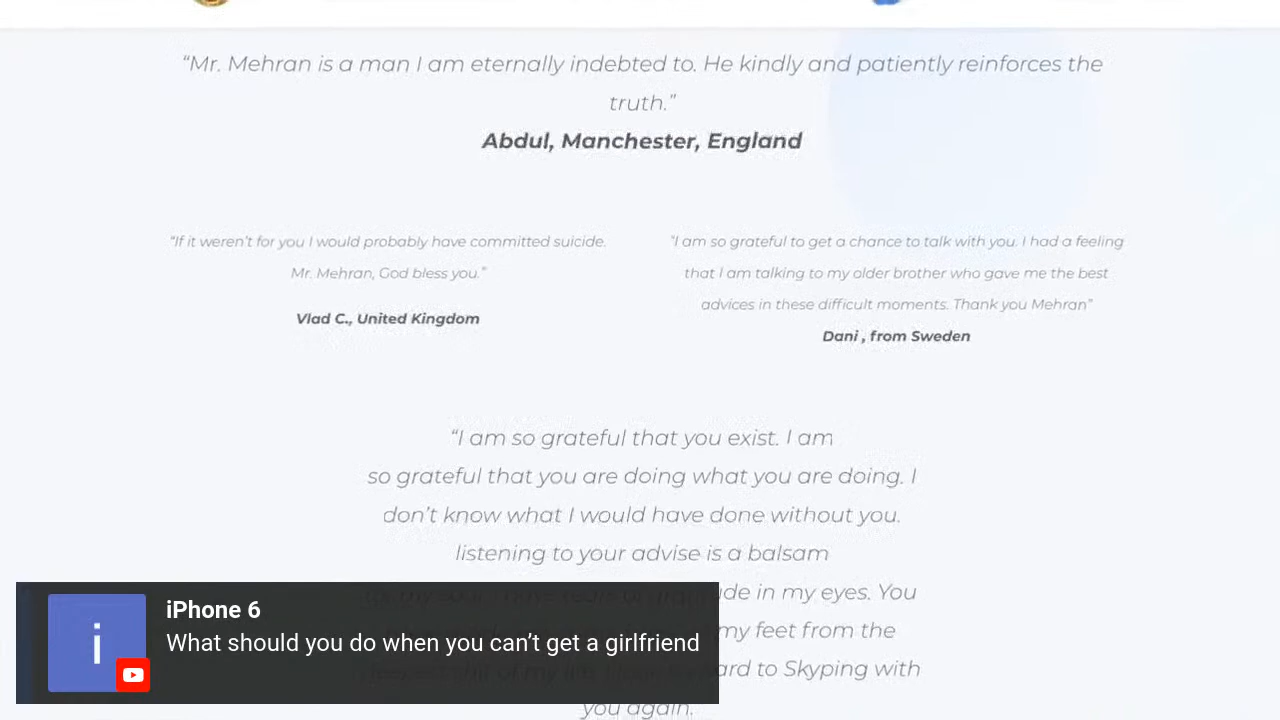 “Mr. Mehran is a man I am eternally indebted to. He kindly and patiently reinforces the
truth.”
Abdul, Manchester, England
“If it weren’t for you I would probably have committed suicide.
Mr. Mehran, God bless you.”
Vlad C., United Kingdom
“I am so grateful to get a chance to talk with you. I had a feeling
that I am talking to my older brother who gave me the best
advices in these difficult moments. Thank you Mehran”
Dani , from Sweden
“I am so grateful that you exist. I am
so grateful that you are doing what you are doing. I
don’t know what I would have done without you.
listening to your advise is a balsam
in my eyes. You
my feet from the
to Skyping with
you again.
i
iPhone 6
What should you do when you can’t get a girlfriend